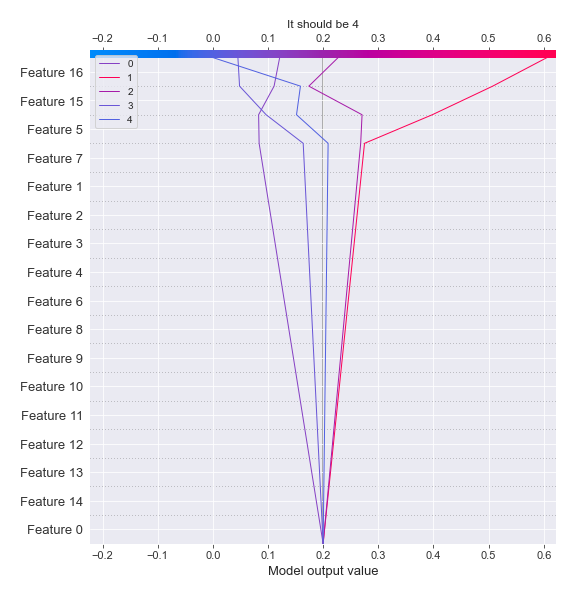 It should be 4
−0.2 −0.1 0.0 0.1 0.2 0.3 0.4 0.5 0.6
0
1
2
3
4
Feature 16
Feature 15
Feature 5
Feature 7
Feature 1
Feature 2
Feature 3
Feature 4
Feature 6
Feature 8
Feature 9
Feature 10
Feature 11
Feature 12
Feature 13
Feature 14
Feature 0
−0.2 −0.1 0.0 0.1 0.2 0.3 0.4 0.5 0.6
Model output value